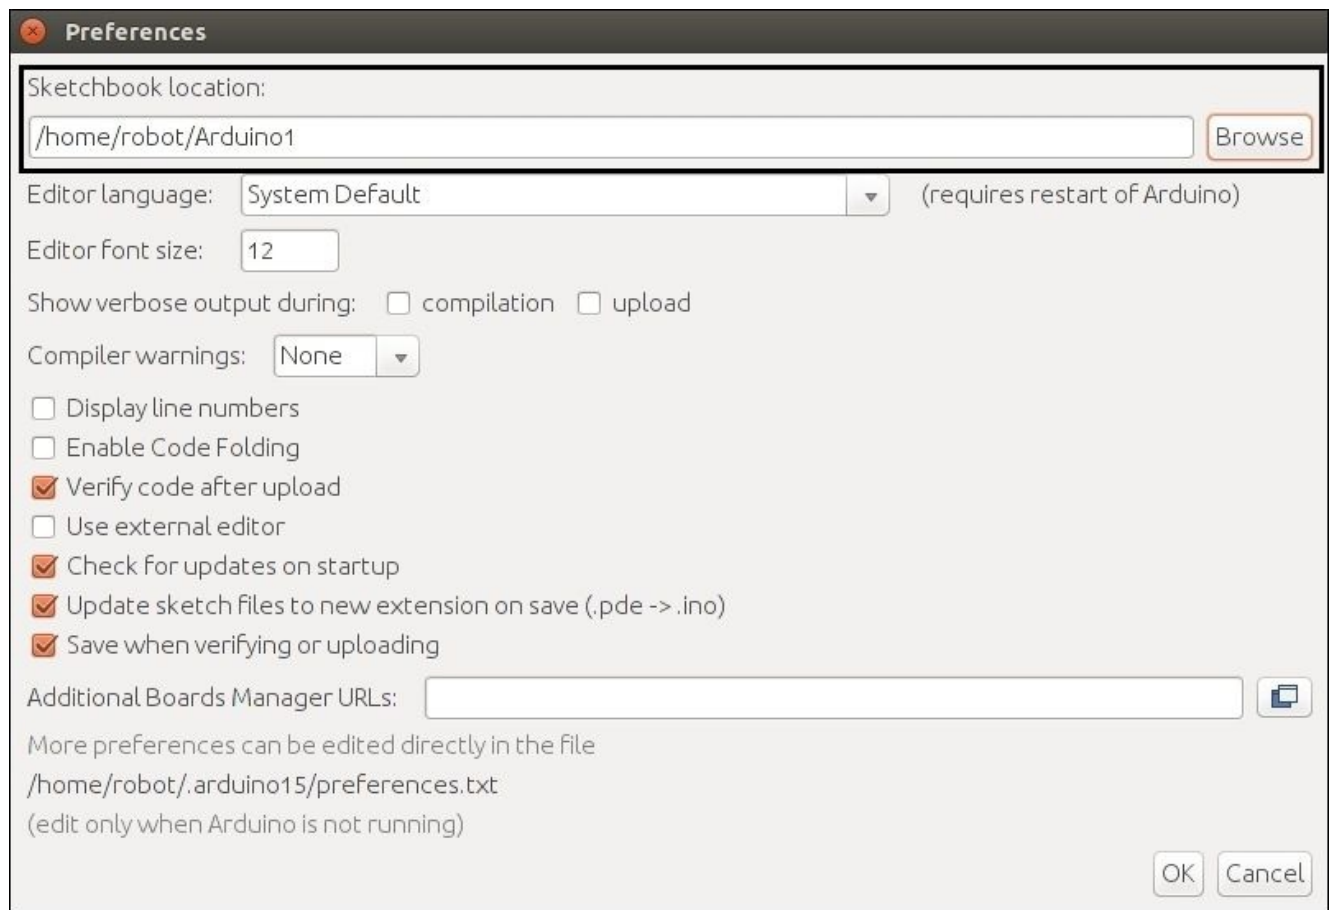 Preferences
Sketchbook location:
/home/robot/Arduino1 Browse
Editor language: System Default (requires restart of Arduino)
Editor font size: 12
Show verbose output during: compilation upload
Compiler warnings: None
Display line numbers
Enable Code Folding
Verify code after upload
Use external editor
Check for updates on startup
Update sketch files to new extension on save (.pde -> .ino)
Save when verifying or uploading
Additional Boards Manager URLs:
More preferences can be edited directly in the file
/home/robot/.arduino15/preferences.txt
(edit only when Arduino is not running)
OK Cancel